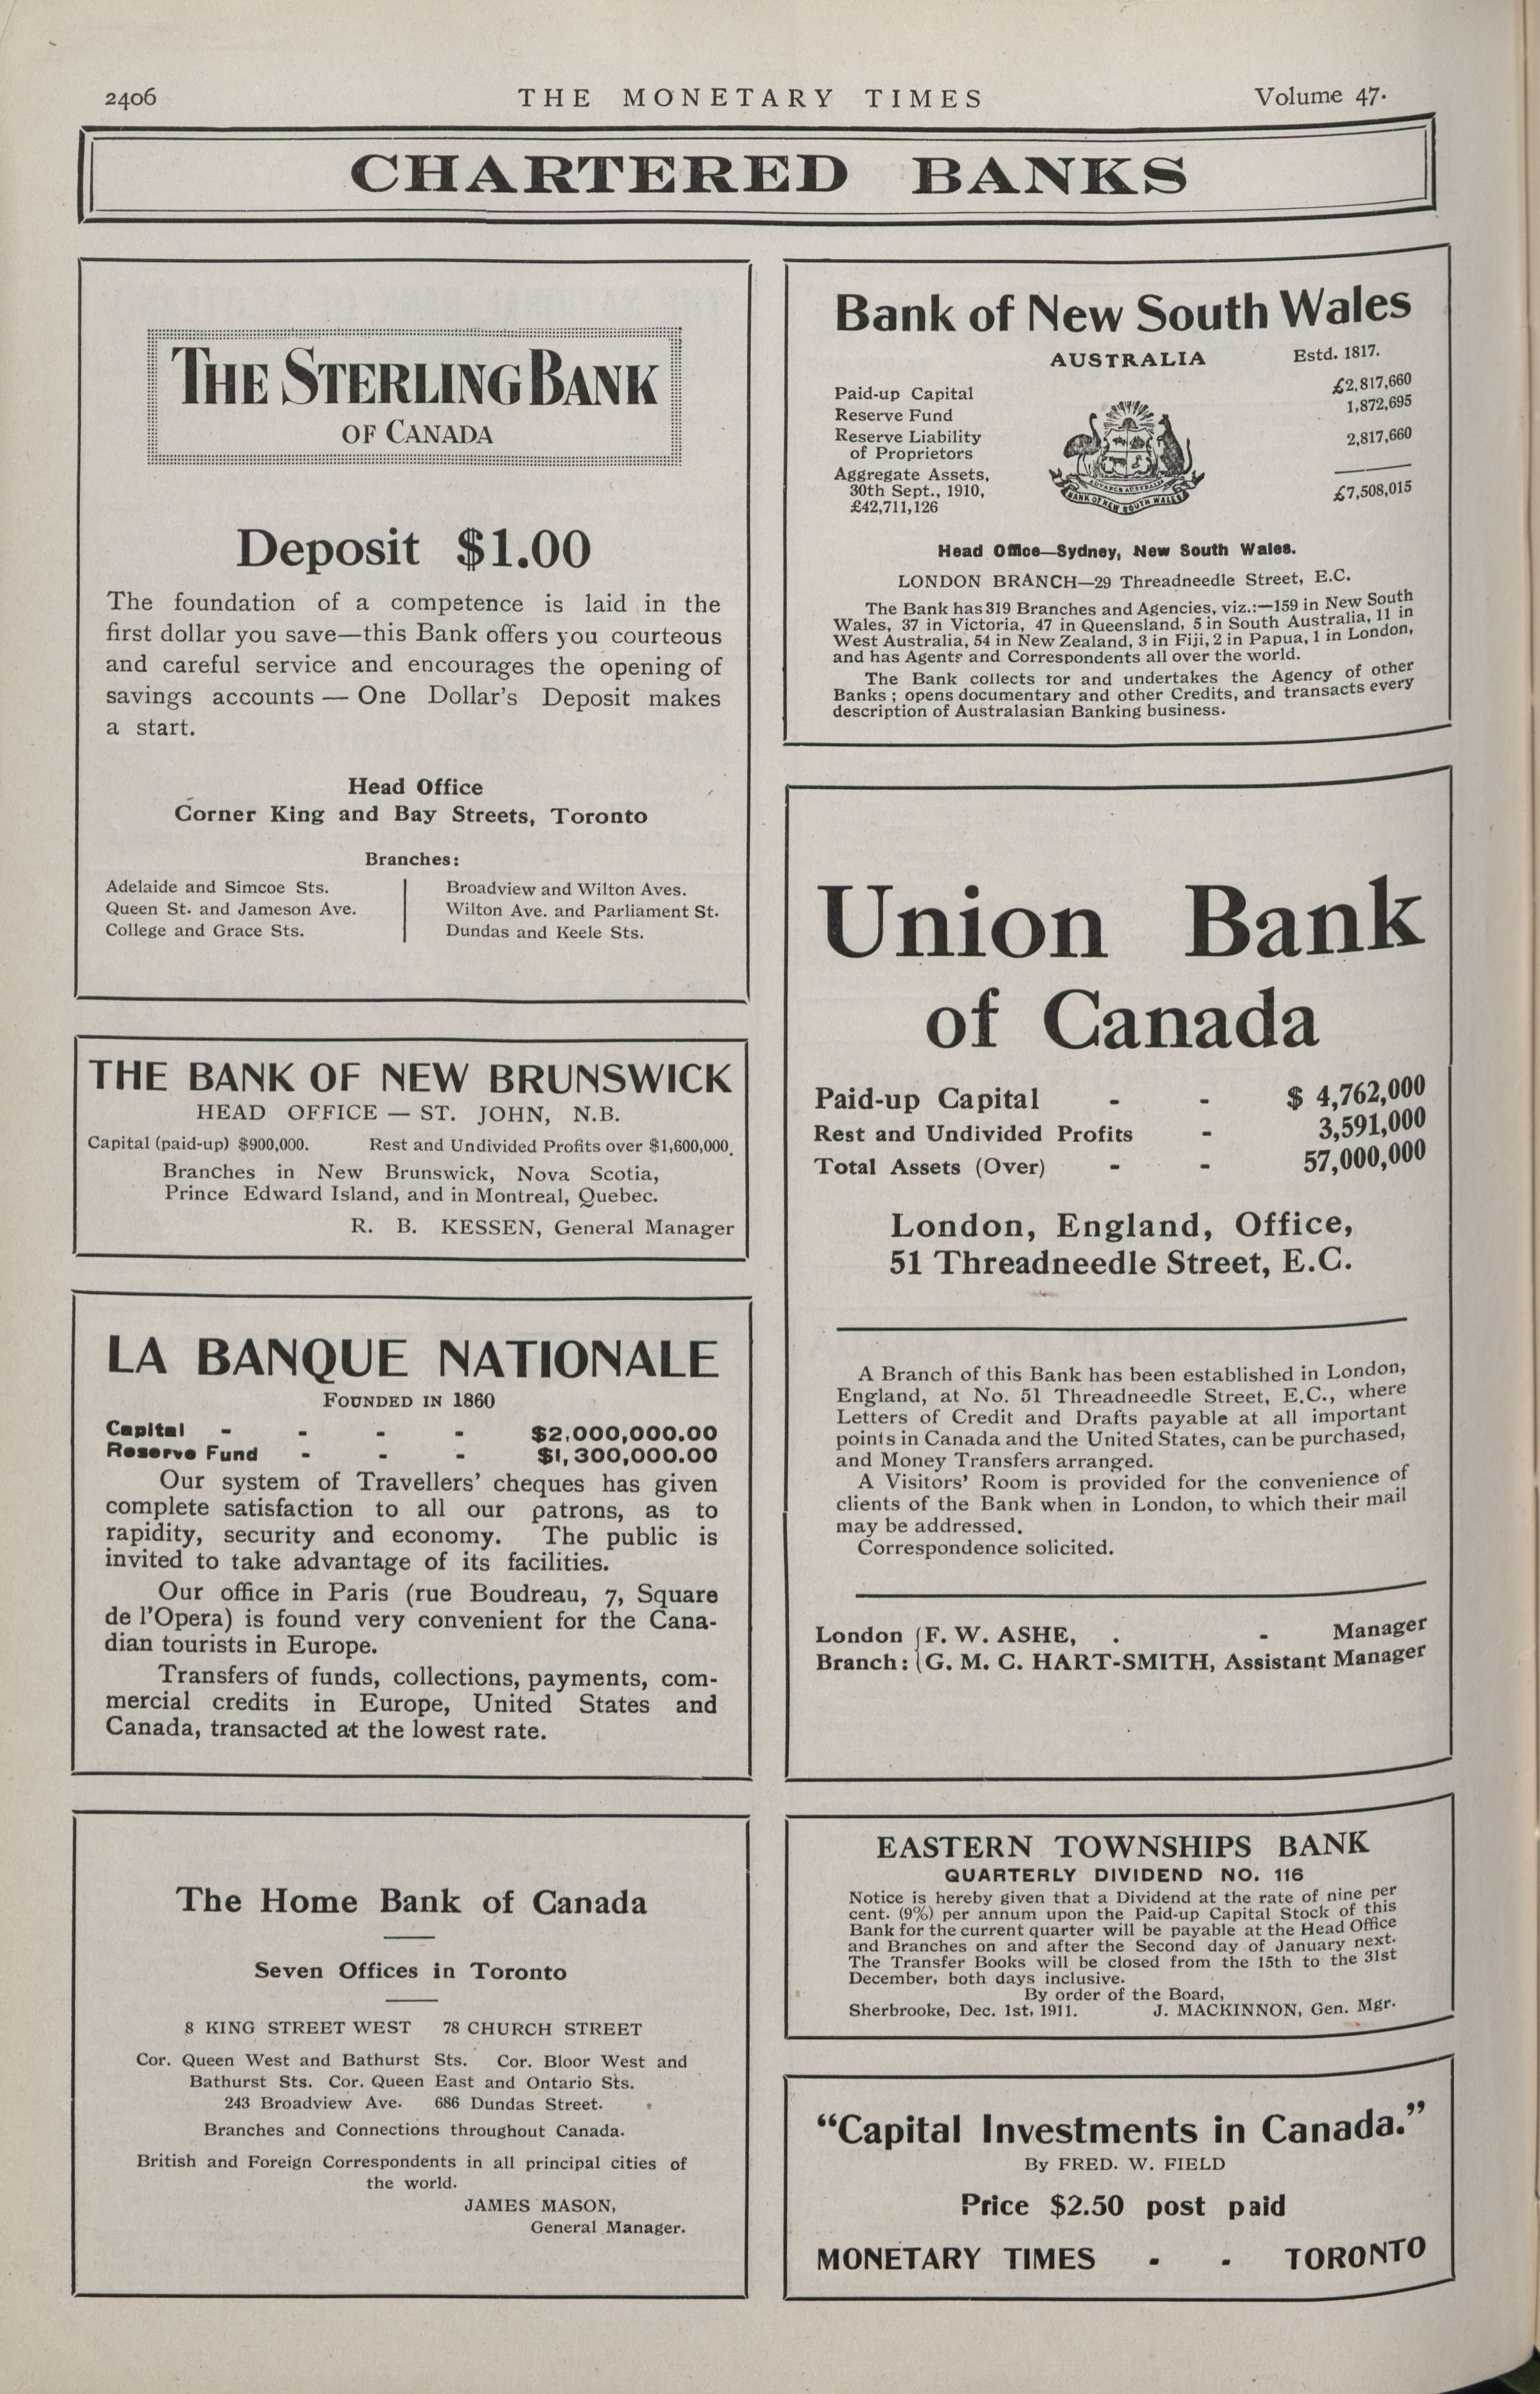 2406
THE MONETARY TIMES
Volume 47.
CHARTERED BANKS
THE STERLING BANK
OF CANADA
Deposit $1.00
The foundation of a competence is laid in the
first dollar you save—this Bank offers you courteous
and careful service and encourages the opening of
savings accounts — One Dollar's Deposit makes
a start.
Head Office
Corner King and Bay Streets, Toronto
Branches:
Adelaide and Simcoe Sts.
Queen St. and Jameson Ave.
College and Grace Sts.
Broadview and Wilton Aves.
Wilton Ave. and Parliament St.
Dundas and Keele Sts.
THE BANK OF NEW BRUNSWICK
HEAD OFFICE — ST. JOHN, N.B.
Capital (paid-up) $900,000. Rest and Undivided Profits over $1,600,000.
Branches in New Brunswick, Nova Scotia,
Prince Edward Island, and in Montreal, Quebec.
R. B. KESSEN, General Manager
LA BANQUE NATIONALE
FOUNDED IN 1860
Capital - - - - $2,000,000.00
Reserve Fund - - - $1,300,000.00
Our system of Travellers' cheques has given
complete satisfaction to all our patrons, as to
rapidity, security and economy. The public is
invited to take advantage of its facilities.
Our office in Paris (rue Boudreau, 7, Square
de l'Opera) is found very convenient for the Cana-
dian tourists in Europe.
Transfers of funds, collections, payments, com-
mercial credits in Europe, United States and
Canada, transacted at the lowest rate.
The Home Bank of Canada
Seven Offices in Toronto
8 KING STREET WEST 78 CHURCH STREET
Cor. Queen West and Bathurst Sts. Cor. Bloor West and
Bathurst Sts. Cor. Queen East and Ontario Sts.
243 Broadview Ave. 686 Dundas Street.
Branches and Connections throughout Canada.
British and Foreign Correspondents in all principal cities of
the world.
JAMES MASON,
General Manager.
Bank of New South Wales
AUSTRALIA Estd. 1817.
Paid-up Capital £2,817,660
Reserve Fund 1,872,695
Reserve Liability
of Proprietors 2,817,660
Aggregate Assets,
30th Sept., 1910, £7,508,015
£42,711,126
ADVANCE AUSTRALIA
BANK OF NEW SOUTH WALES
Head Office—Sydney, New South Wales.
LONDON BRANCH—29 Threadneedle Street, E.C.
The Bank has 319 Branches and Agencies, viz.:—159 in New South
Wales, 37 in Victoria, 47 in Queensland, 5 in South Australia, 11 in
West Australia, 54 in New Zealand, 3 in Fiji, 2 in Papua, 1 in London,
and has Agents and Correspondents all over the world.
The Bank collects for and undertakes the Agency of other
Banks; opens documentary and other Credits, and transacts every
description of Australasian Banking business.
Union Bank
of Canada
Paid-up Capital - - $ 4,762,000
Rest and Undivided Profits - 3,591,000
Total Assets (Over) - - 57,000,000
London, England, Office,
51 Threadneedle Street, E.C.
A Branch of this Bank has been established in London,
England, at No. 51 Threadneedle Street, E.C., where
Letters of Credit and Drafts payable at all important
points in Canada and the United States, can be purchased,
and Money Transfers arranged.
A Visitors' Room is provided for the convenience of
clients of the Bank when in London, to which their mail
may be addressed.
Correspondence solicited.
London (F. W. ASHE, . - Manager
Branch: (G. M. C. HART-SMITH, Assistant Manager
EASTERN TOWNSHIPS BANK
QUARTERLY DIVIDEND NO. 116
Notice is hereby given that a Dividend at the rate of nine per
cent. (9%) per annum upon the Paid-up Capital Stock of this
Bank for the current quarter will be payable at the Head Office
and Branches on and after the Second day of January next.
The Transfer Books will be closed from the 15th to the 31st
December, both days inclusive.
By order of the Board,
Sherbrooke, Dec. 1st, 1911. J. MACKINNON, Gen. Mgr.
"Capital Investments in Canada."
By FRED. W. FIELD
Price $2.50 post paid
MONETARY TIMES - - TORONTO